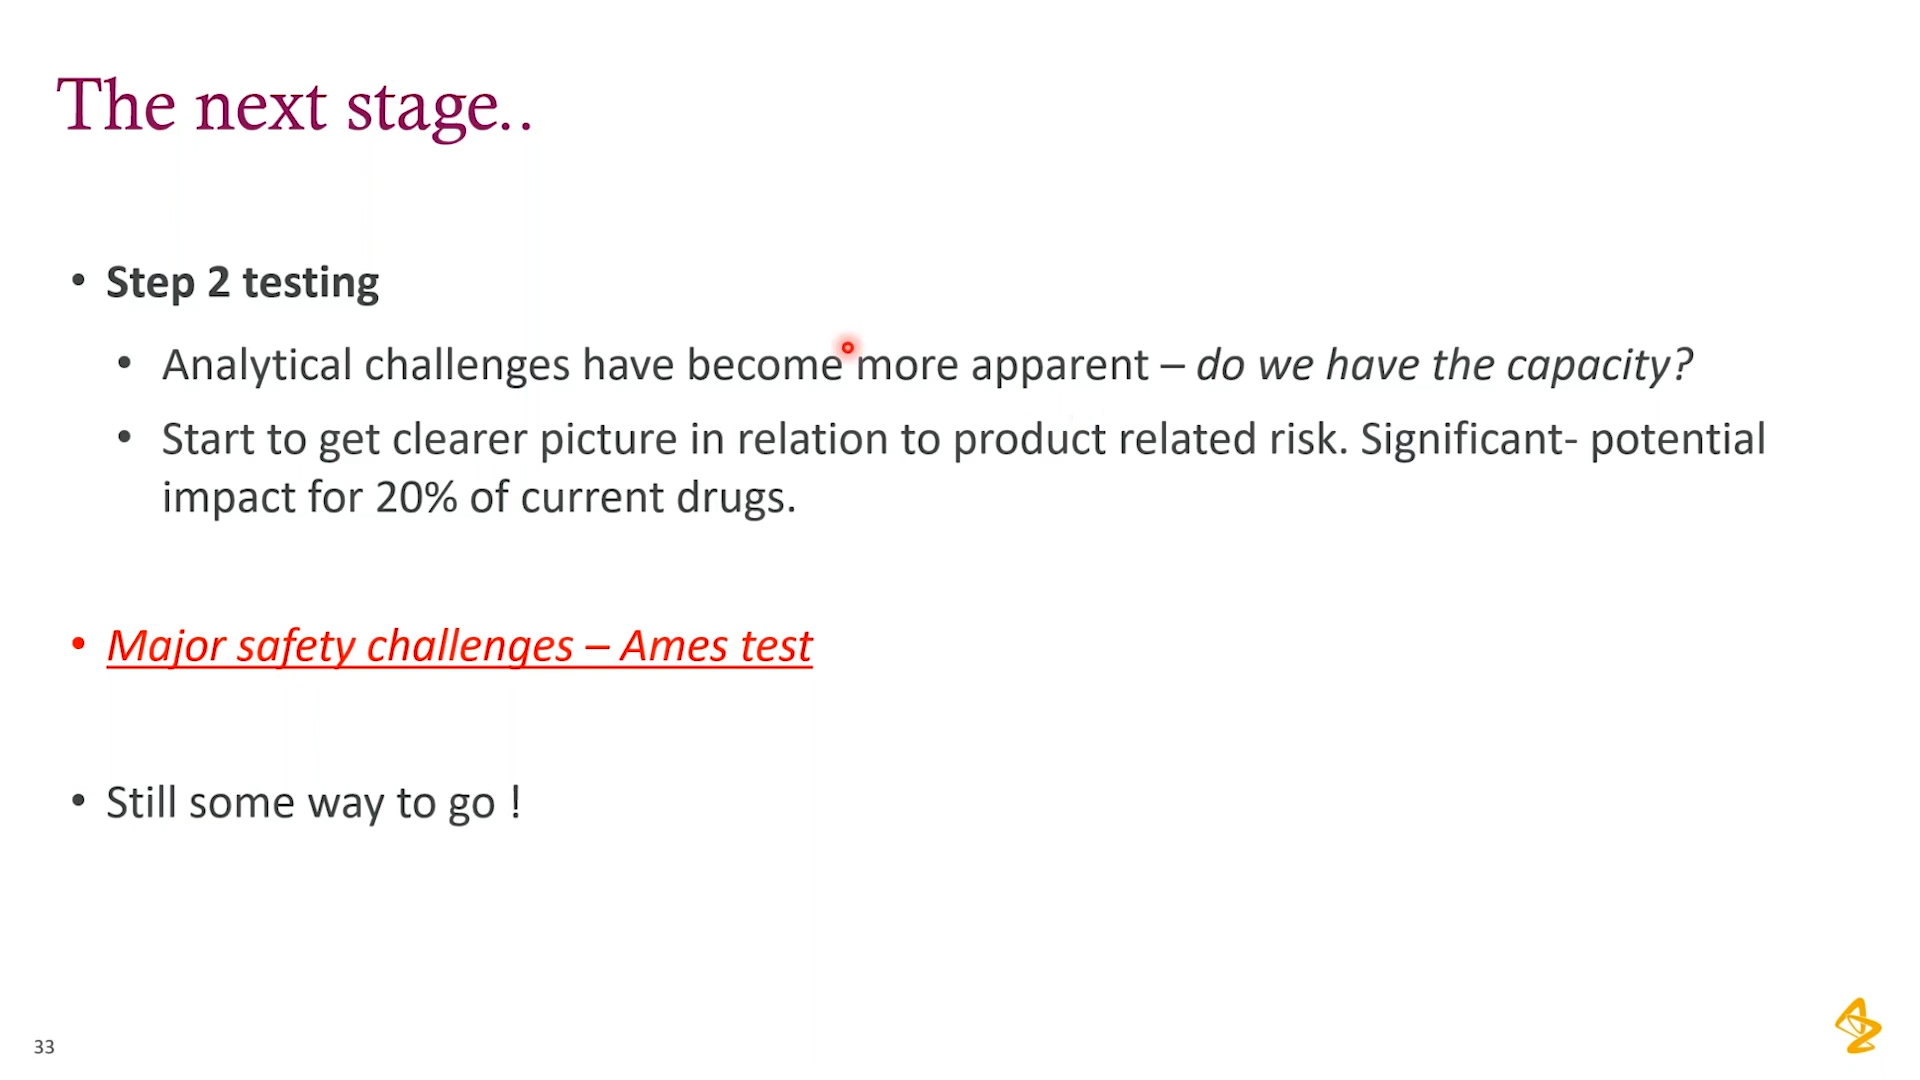 The next stage..
• Step 2 testing
• Analytical challenges have become more apparent – do we have the capacity?
• Start to get clearer picture in relation to product related risk. Significant- potential
impact for 20% of current drugs.
• Major safety challenges – Ames test
• Still some way to go !
33